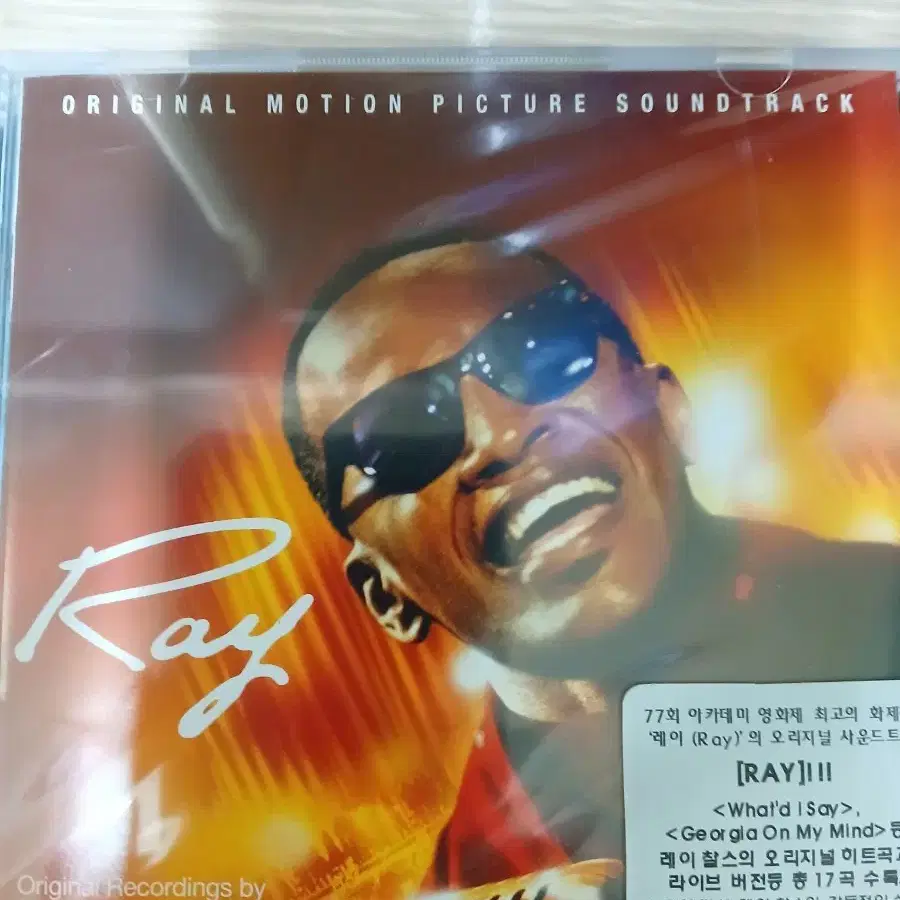 ORIGINAL MOTION PICTURE SOUNDTRACK
Ray
77회 아카데미 영화제 최고의 화제
'레이 (Ray)'의 오리지널 사운드트
[RAY]!!!
<What'd I Say>,
<Georgia On My Mind>등
레이 찰스의 오리지널 히트곡과
라이브 버전등 총 17곡 수록
Original Recordings by